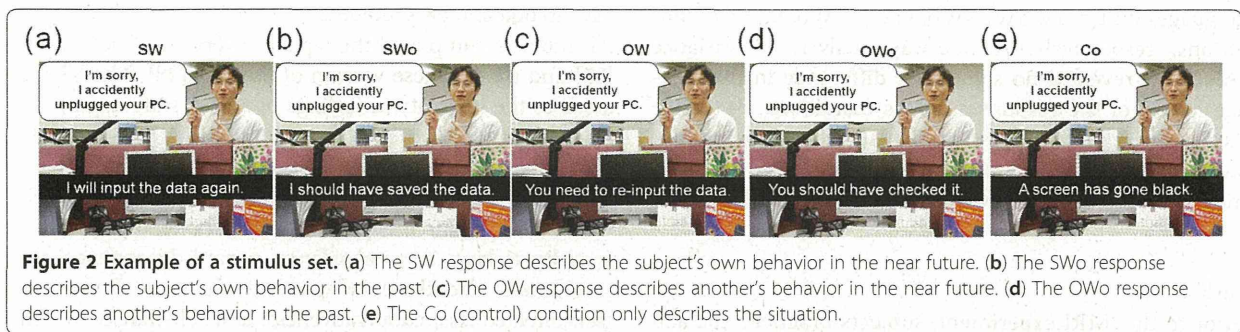 (a)
SW
I'm sorry,
I accidently
unplugged your PC.
I will input the data again.
(b)
SWo
I'm sorry,
I accidently
unplugged your PC.
I should have saved the data.
(c)
OW
I'm sorry,
I accidently
unplugged your PC.
You need to re-input the data.
(d)
OWo
I'm sorry,
I accidently
unplugged your PC.
You should have checked it.
(e)
Co
I'm sorry,
I accidently
unplugged your PC.
A screen has gone black.
Figure 2 Example of a stimulus set. (a) The SW response describes the subject's own behavior in the near future. (b) The SWo response
describes the subject's own behavior in the past. (c) The OW response describes another's behavior in the near future. (d) The OWo response
describes another's behavior in the past. (e) The Co (control) condition only describes the situation.